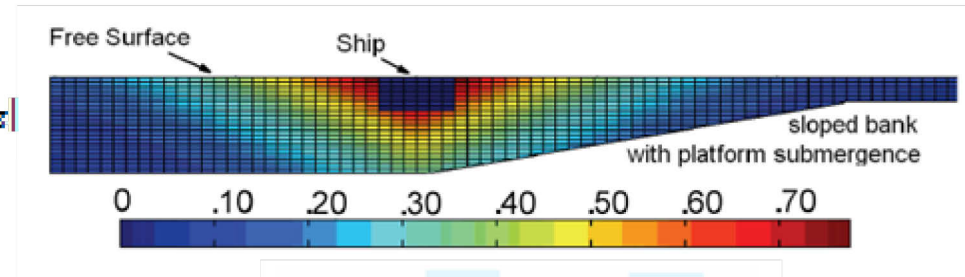 Free Surface
Ship
sloped bank
with platform submergence
0 .10 .20 .30 .40 .50 .60 .70